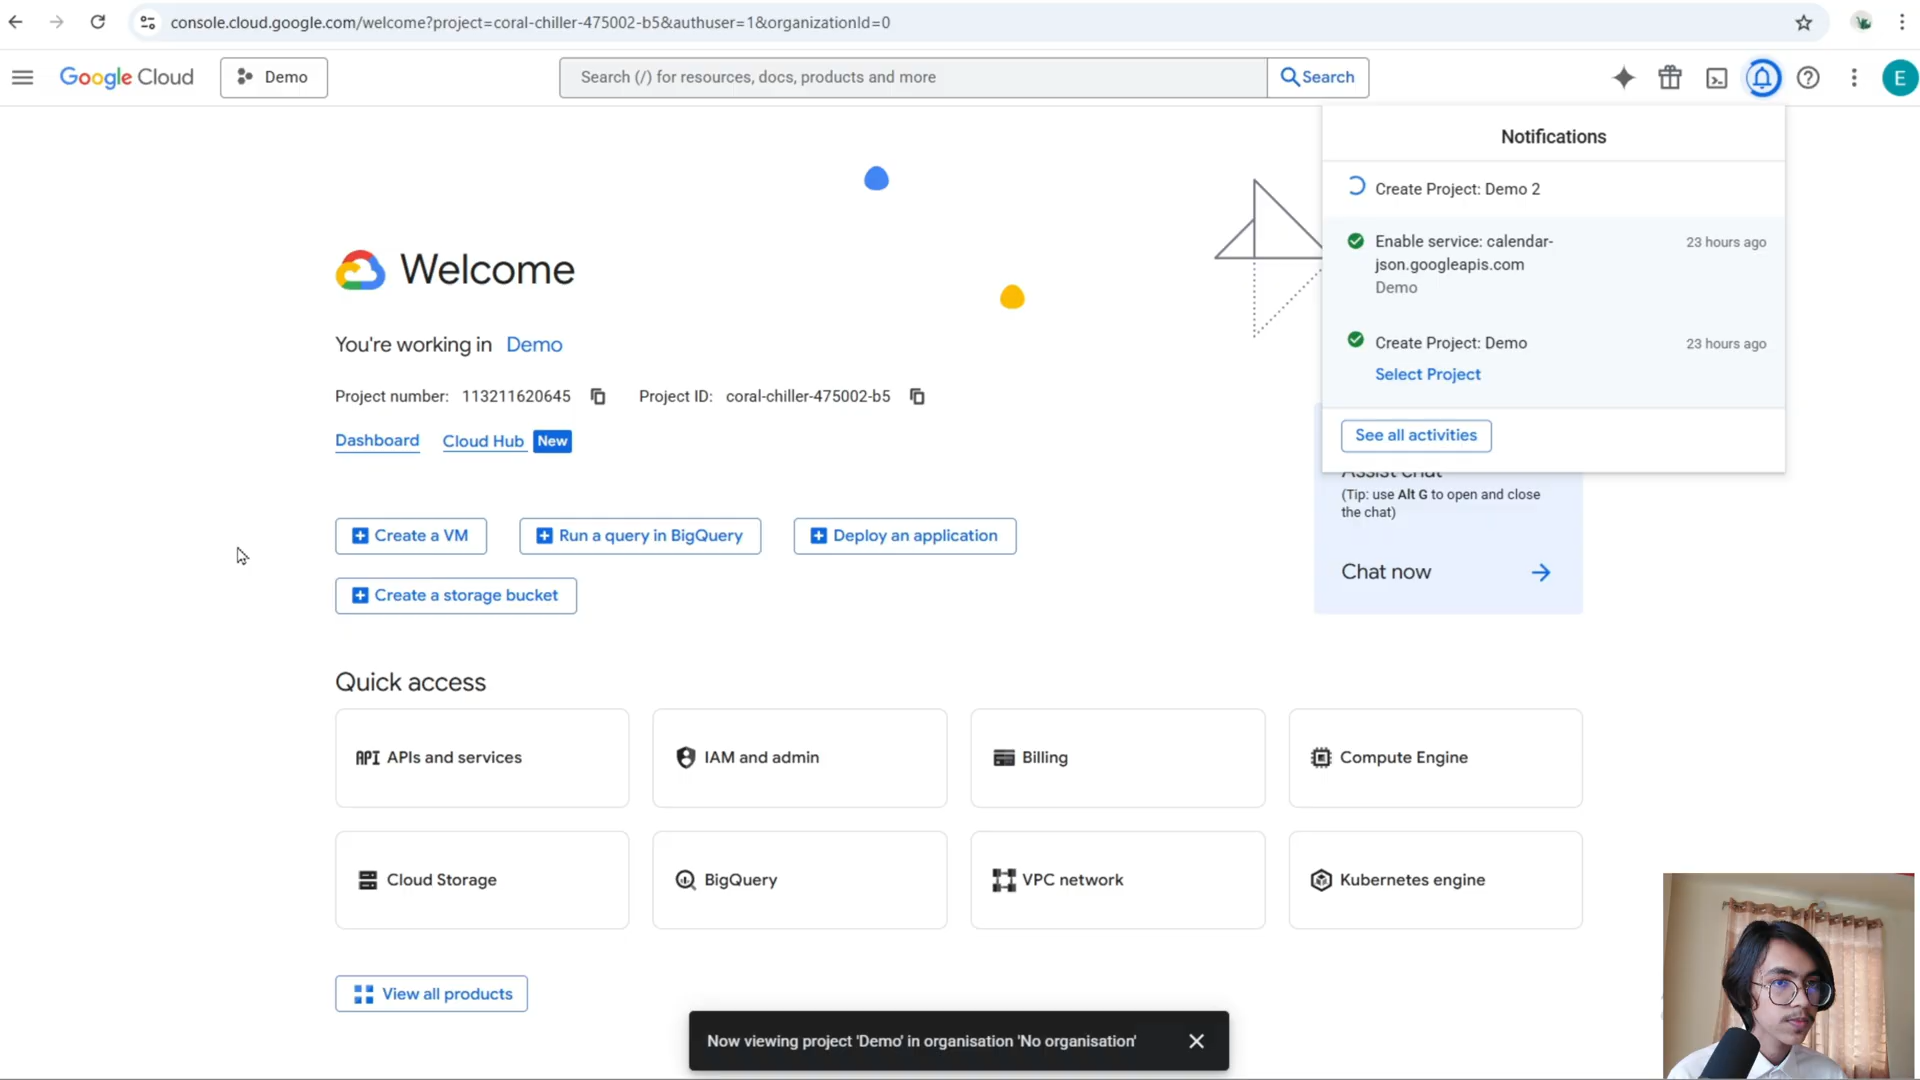 console.cloud.google.com/welcome?project=coral-chiller-475002-b5&authuser=1&organizationId=0
Google Cloud
Demo
Search (/) for resources, docs, products and more
Search
E
Notifications
Create Project: Demo 2
Enable service: calendar-
json.googleapis.com
23 hours ago
Demo
Create Project: Demo
23 hours ago
Select Project
See all activities
Welcome
You're working in Demo
Project number: 113211620645
Project ID: coral-chiller-475002-b5
Dashboard
Cloud Hub New
Assist chat
(Tip: use Alt G to open and close
the chat)
Chat now
Create a VM
Run a query in BigQuery
Deploy an application
Create a storage bucket
Quick access
API APIs and services
IAM and admin
Billing
Compute Engine
Cloud Storage
BigQuery
VPC network
Kubernetes engine
View all products
Now viewing project 'Demo' in organisation 'No organisation'